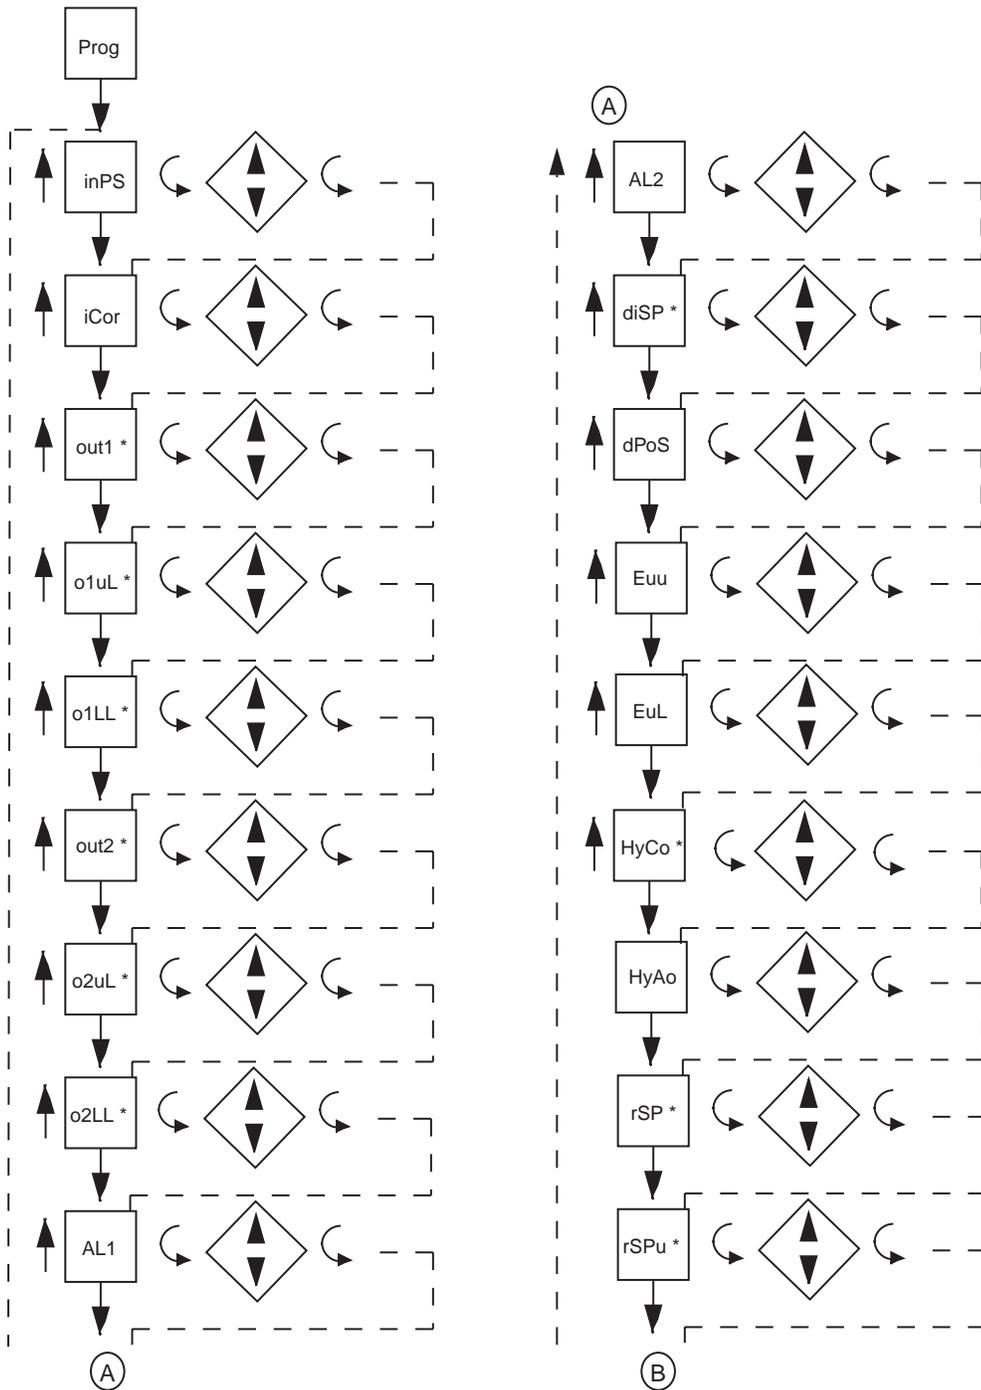 Prog
inPS
iCor
out1 *
o1uL *
o1LL *
out2 *
o2uL *
o2LL *
AL1
A
A
AL2
diSP *
dPoS
Euu
EuL
HyCo *
HyAo
rSP *
rSPu *
B